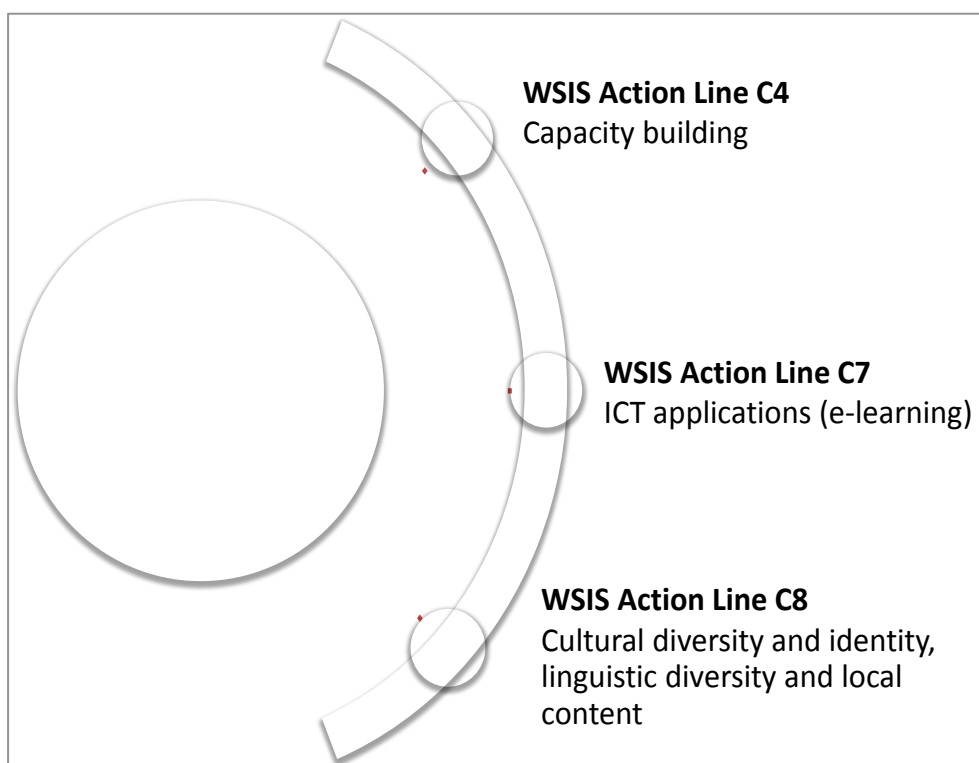 WSIS Action Line C4
Capacity building
WSIS Action Line C7
ICT applications (e-learning)
WSIS Action Line C8
Cultural diversity and identity,
linguistic diversity and local
content